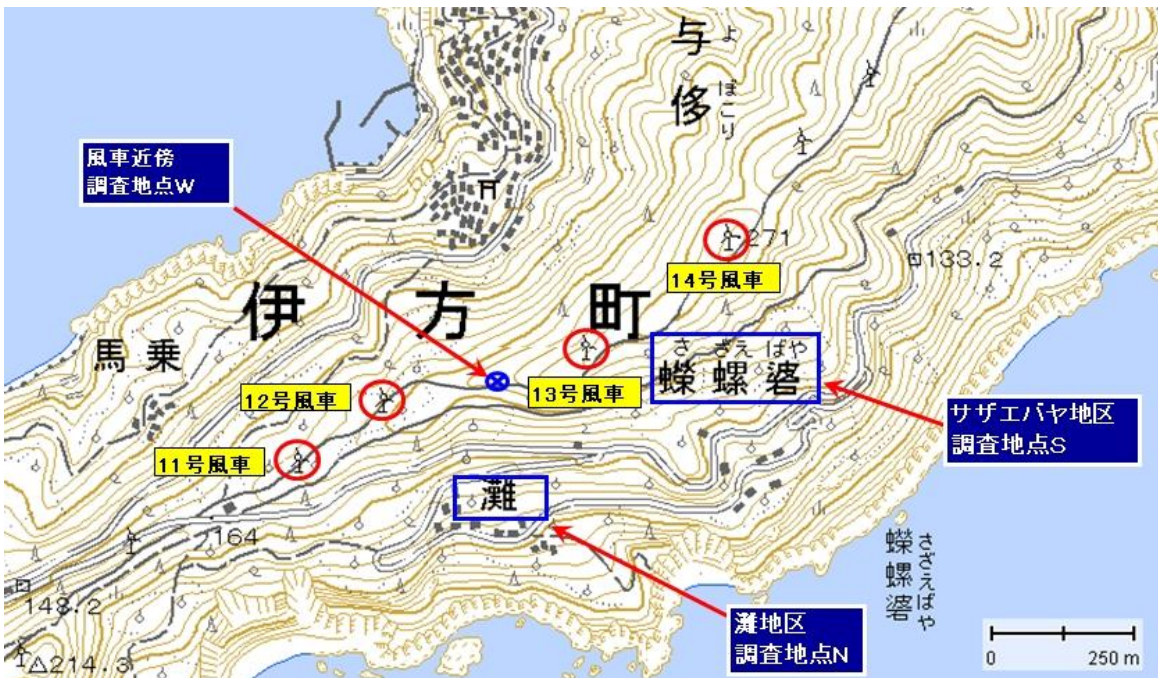 与侈
よ
ぼこり
風車近傍
調査地点W
271
133.2
14号風車
伊方町
馬乗
さざえばや
蠑螺碆
13号風車
12号風車
サザエバヤ地区
調査地点S
11号風車
灘
164
さざえばや
蠑螺碆
148.2
灘地区
調査地点N
214.3
0
250 m